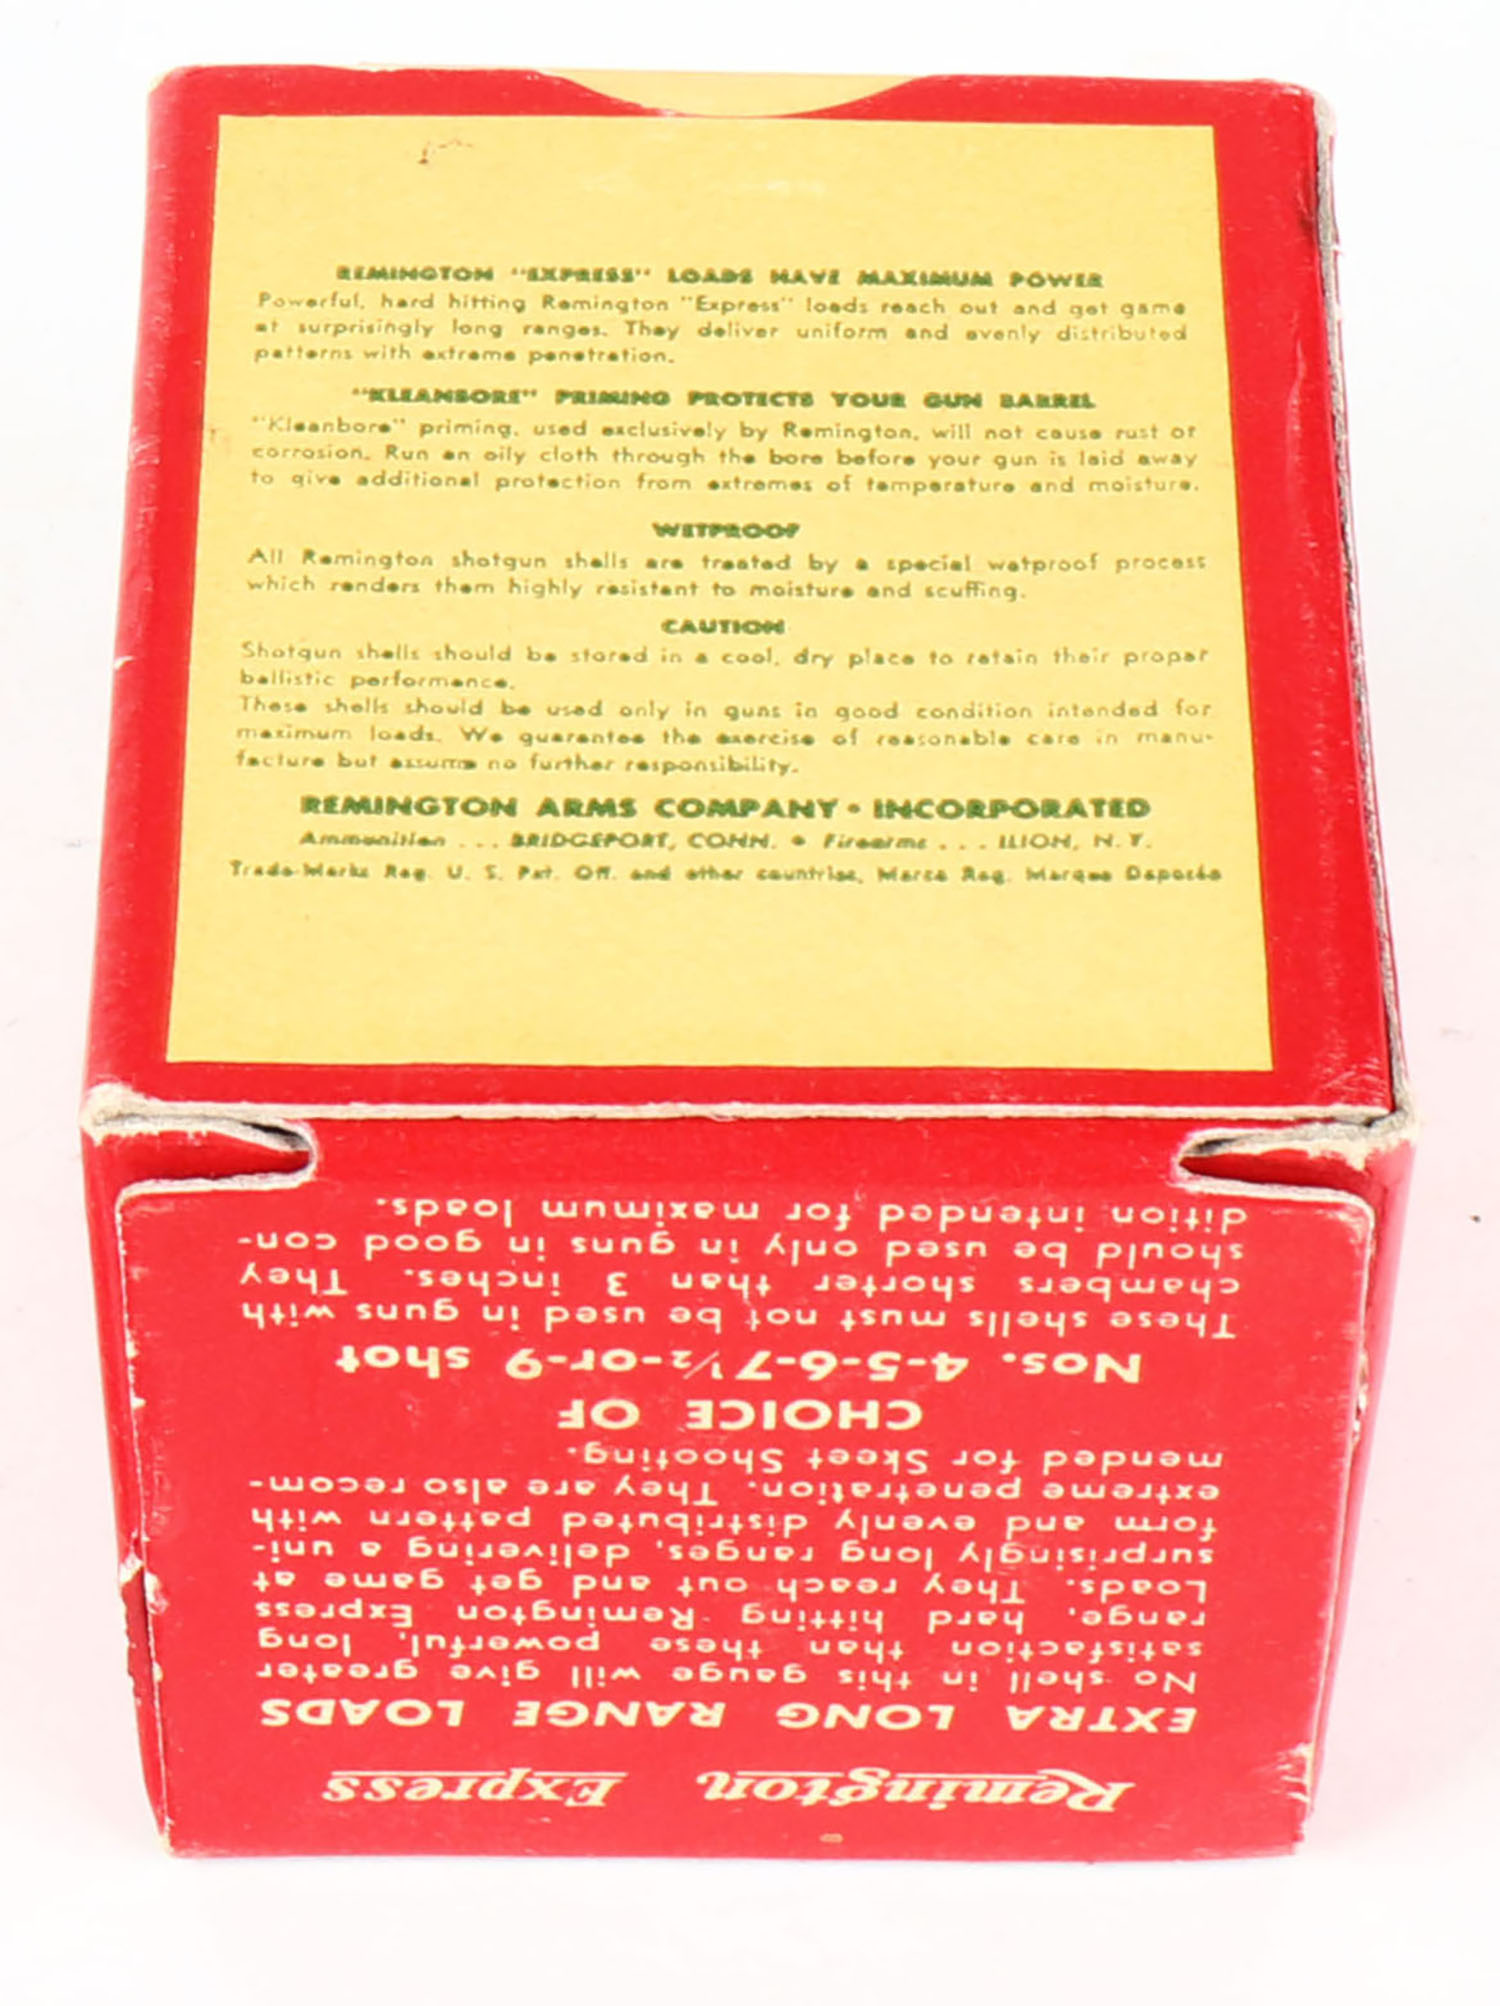 REMINGTON "EXPRESS" LOADS HAVE MAXIMUM POWER
Powerful, hard hitting Remington "Express" loads reach out and get game
at surprisingly long ranges. They deliver uniform and evenly distributed
patterns with extreme penetration.
"KLEANBORE" PRIMING PROTECTS YOUR GUN BARREL
"Kleanbore" priming, used exclusively by Remington, will not cause rust or
corrosion. Run an oily cloth through the bore before your gun is laid away
to give additional protection from extremes of temperature and moisture.
WETPROOF
All Remington shotgun shells are treated by a special wetproof process
which renders them highly resistant to moisture and scuffing.
CAUTION
Shotgun shells should be stored in a cool, dry place to retain their proper
ballistic performance.
These shells should be used only in guns in good condition intended for
maximum loads. We guarantee the exercise of reasonable care in manu-
facture but assume no further responsibility.
REMINGTON ARMS COMPANY • INCORPORATED
Ammunition ... BRIDGEPORT, CONN. • Firearms ... ILION, N. Y.
Trade-Marks Reg. U. S. Pat. Off. and other countries, Marca Reg. Marque Deposée
Remington Express
EXTRA LONG RANGE LOADS
No shell in this gauge will give greater
satisfaction than these powerful, long
range, hard hitting Remington Express
Loads. They reach out and get game at
surprisingly long ranges, delivering a uni-
form and evenly distributed pattern with
extreme penetration. They are also recom-
mended for Skeet Shooting.
CHOICE OF
Nos. 4-5-6-7½-or-9 shot
These shells must not be used in guns with
chambers shorter than 3 inches. They
should be used only in guns in good con-
dition intended for maximum loads.